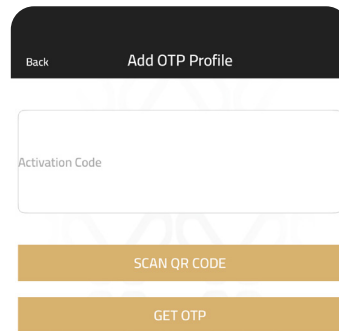 Back
Add OTP Profile
Activation Code
SCAN QR CODE
GET OTP